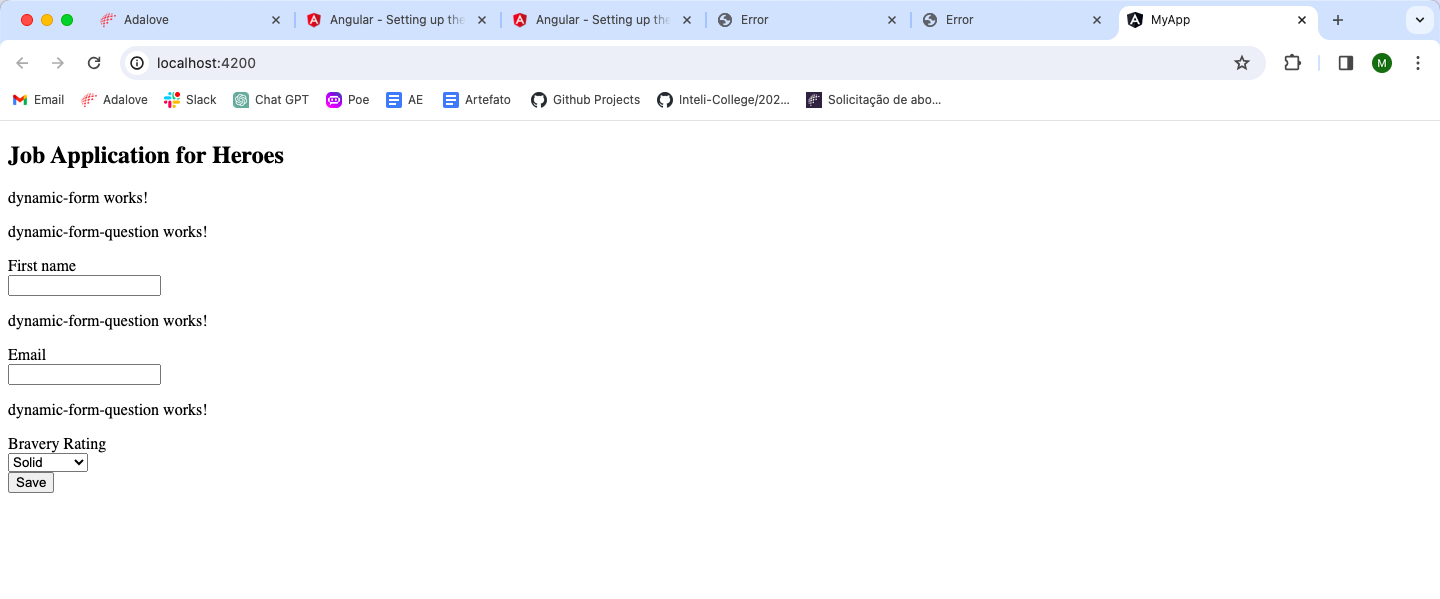 Adalove
Angular - Setting up the
Angular - Setting up the
Error
Error
MyApp
localhost:4200
M
Email
Adalove
Slack
Chat GPT
Poe
AE
Artefato
Github Projects
Inteli-College/202...
Solicitação de abo...
Job Application for Heroes
dynamic-form works!
dynamic-form-question works!
First name
dynamic-form-question works!
Email
dynamic-form-question works!
Bravery Rating
Solid
Save